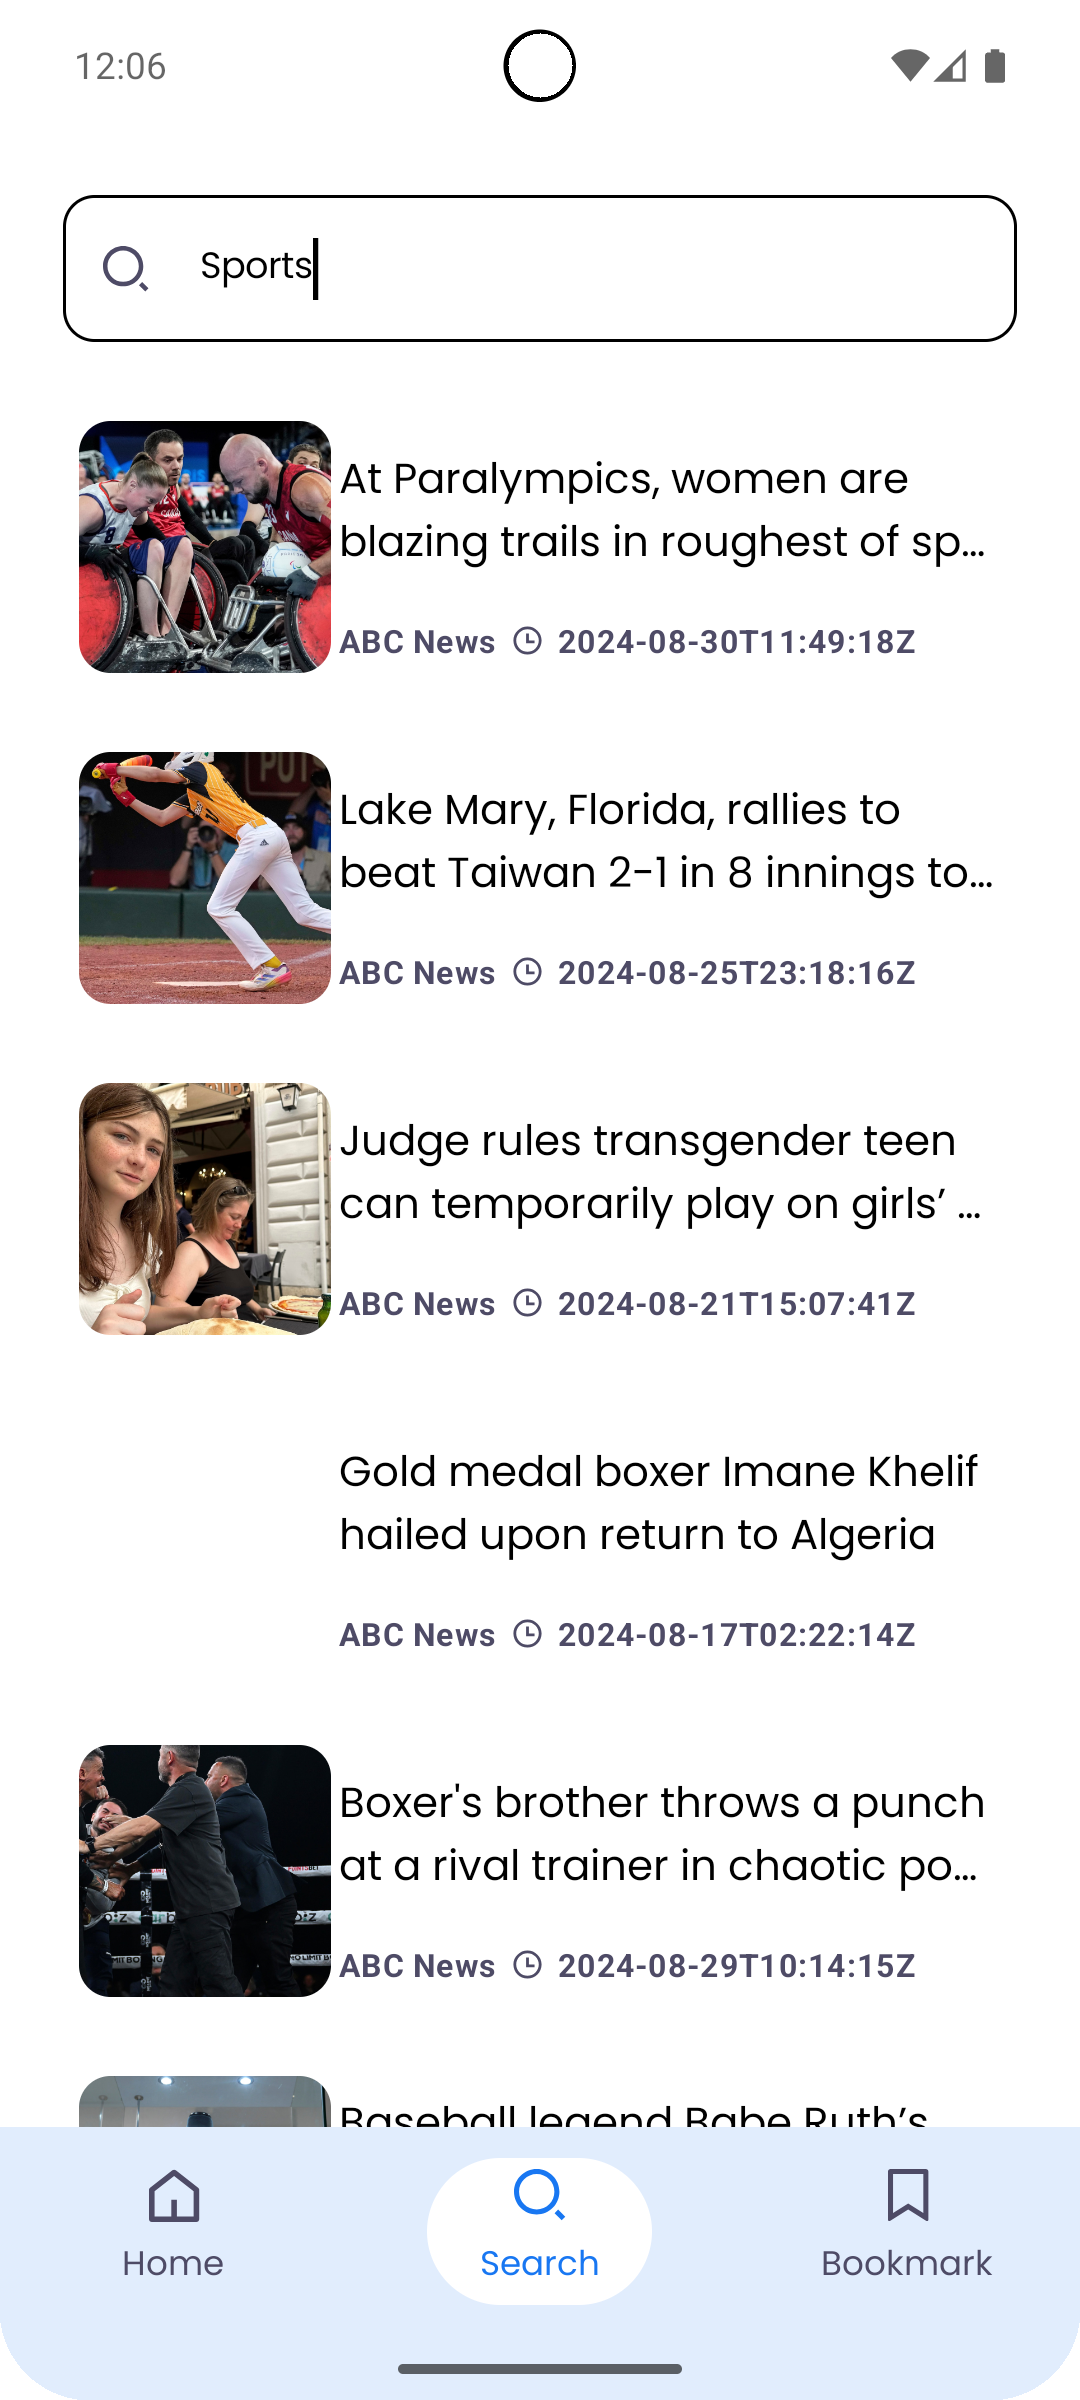 12:06
Sports
At Paralympics, women are
blazing trails in roughest of sp...
ABC News 2024-08-30T11:49:18Z
Lake Mary, Florida, rallies to
beat Taiwan 2-1 in 8 innings to...
ABC News 2024-08-25T23:18:16Z
Judge rules transgender teen
can temporarily play on girls’ ...
ABC News 2024-08-21T15:07:41Z
Gold medal boxer Imane Khelif
hailed upon return to Algeria
ABC News 2024-08-17T02:22:14Z
Boxer's brother throws a punch
at a rival trainer in chaotic po...
ABC News 2024-08-29T10:14:15Z
Baseball legend Babe Ruth’s
Home
Search
Bookmark